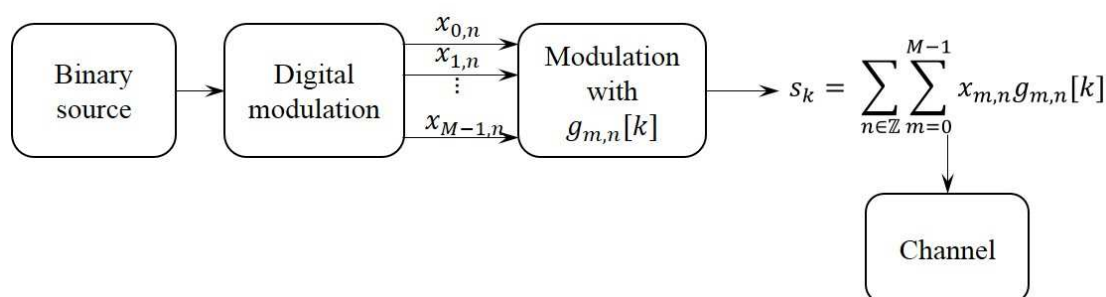 Binary
source
Digital
modulation
x_{0,n}
x_{1,n}
⋮
x_{M−1,n}
Modulation
with
g_{m,n}[k]
s_k = ∑_{n∈ℤ} ∑_{m=0}^{M−1} x_{m,n} g_{m,n}[k]
Channel